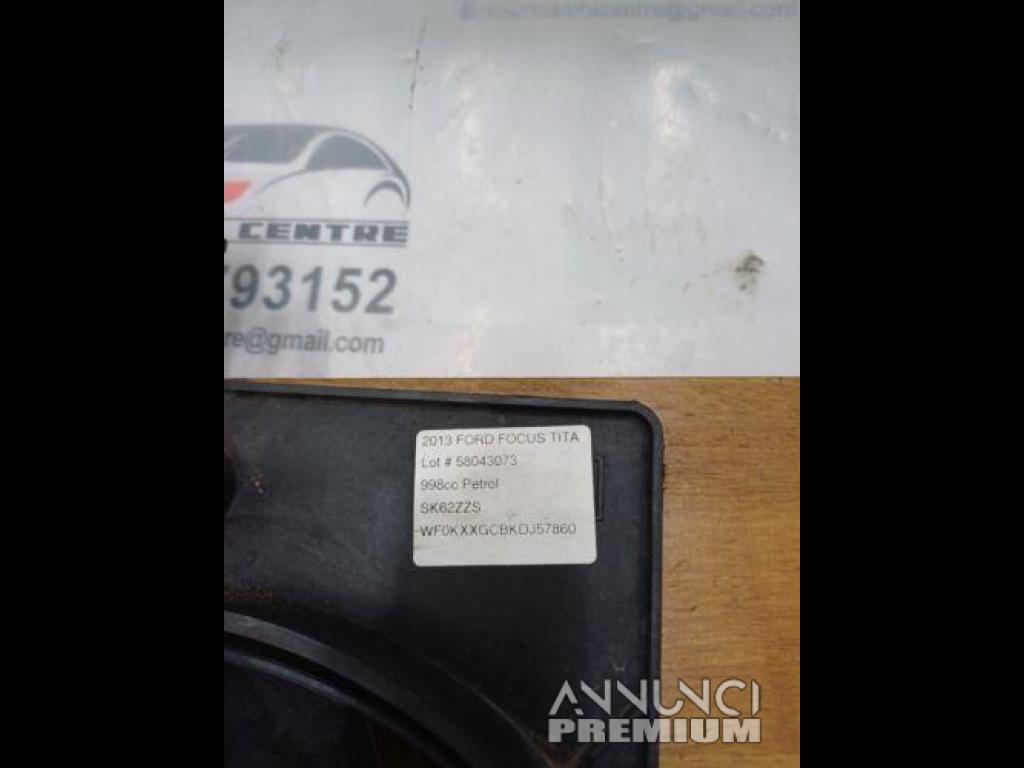 CENTRE
793152
re@gmail.com
2013 FORD FOCUS TITA
Lot # 58043073
998cc Petrol
SK62ZZS
WF0KXXGCBKDJ57860
ANNUNCI
PREMIUM